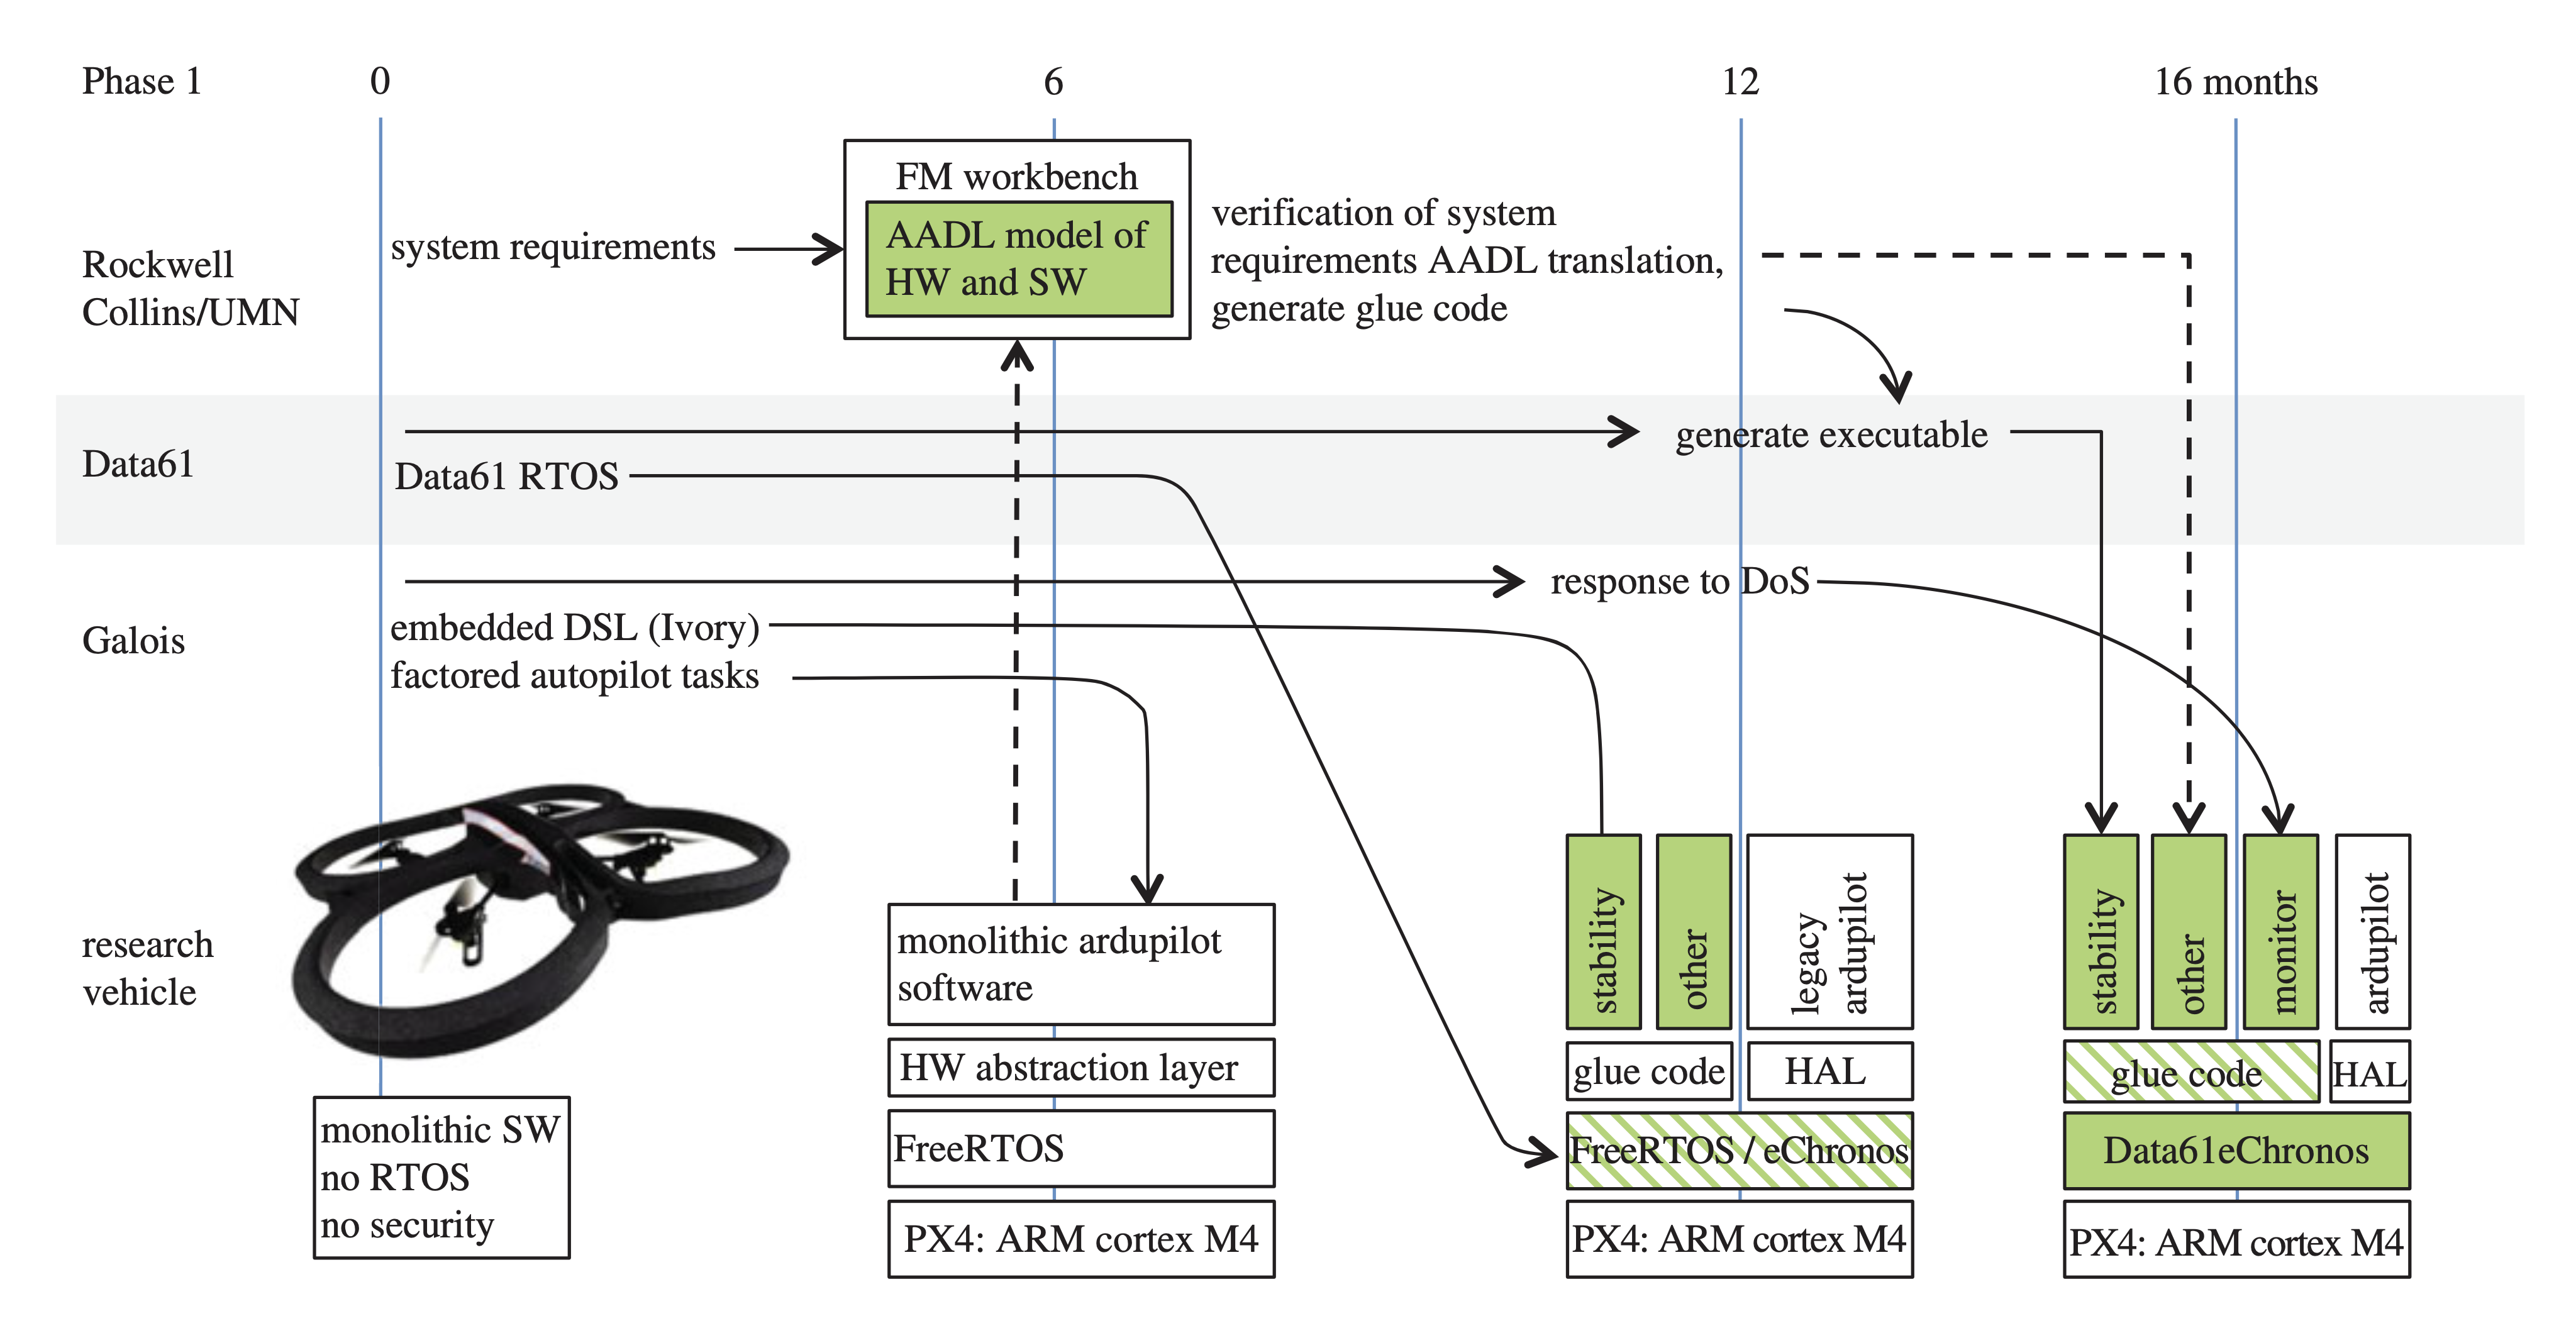 Phase 1
0
6
12
16 months
Rockwell
Collins/UMN
system requirements
FM workbench
AADL model of
HW and SW
verification of system
requirements AADL translation,
generate glue code
Data61
generate executable
Data61 RTOS
Galois
response to DoS
embedded DSL (Ivory)
factored autopilot tasks
research
vehicle
monolithic SW
no RTOS
no security
monolithic ardupilot
software
HW abstraction layer
FreeRTOS
PX4: ARM cortex M4
stability
other
legacy
ardupilot
glue code
HAL
FreeRTOS / eChronos
PX4: ARM cortex M4
stability
other
monitor
ardupilot
glue code
HAL
Data61eChronos
PX4: ARM cortex M4